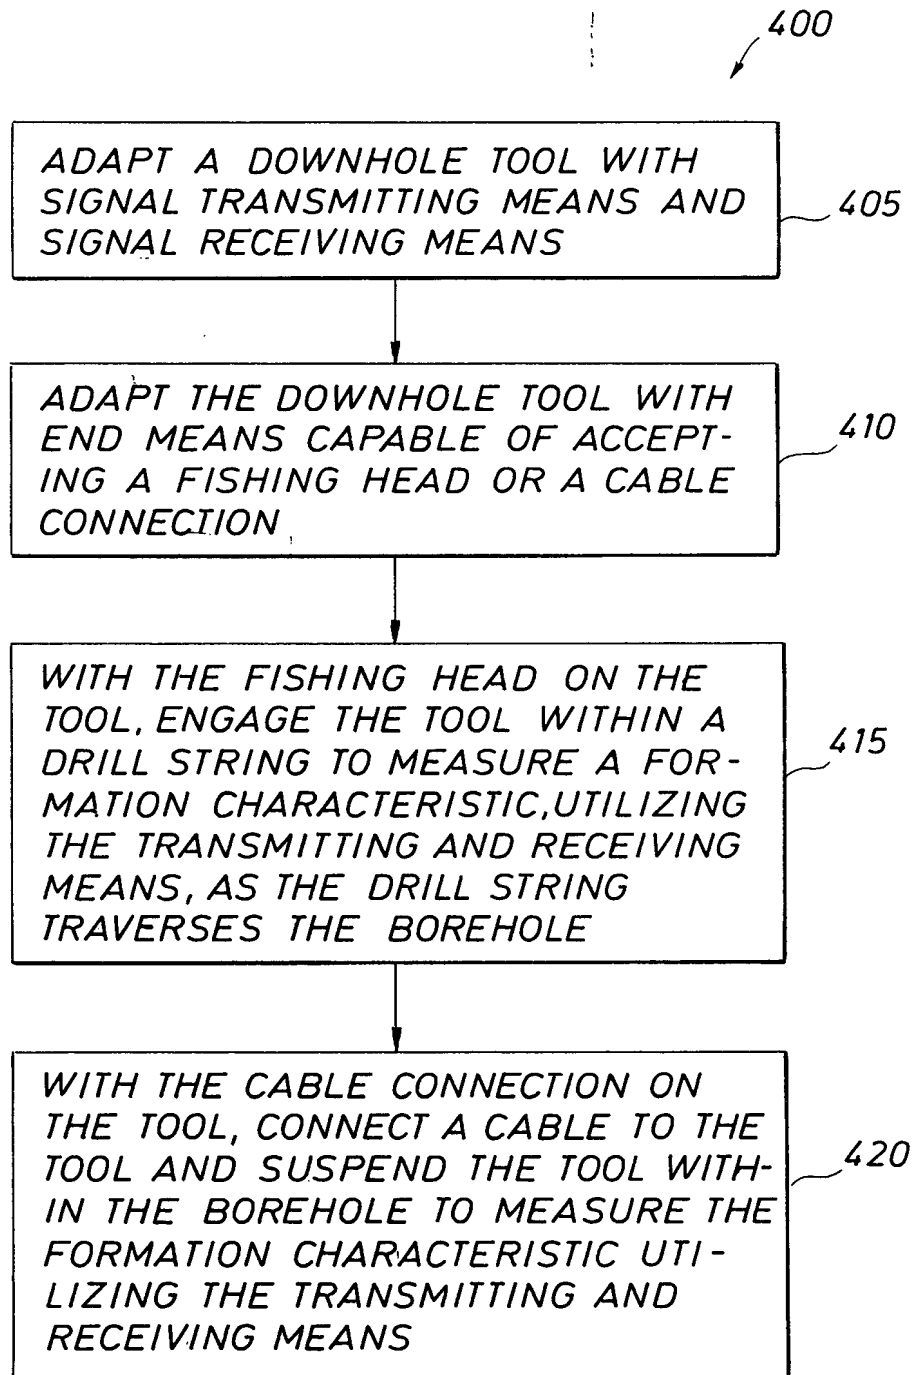 400
ADAPT A DOWNHOLE TOOL WITH
SIGNAL TRANSMITTING MEANS AND
SIGNAL RECEIVING MEANS
405
ADAPT THE DOWNHOLE TOOL WITH
END MEANS CAPABLE OF ACCEPT-
ING A FISHING HEAD OR A CABLE
CONNECTION
410
WITH THE FISHING HEAD ON THE
TOOL, ENGAGE THE TOOL WITHIN A
DRILL STRING TO MEASURE A FOR-
MATION CHARACTERISTIC, UTILIZING
THE TRANSMITTING AND RECEIVING
MEANS, AS THE DRILL STRING
TRAVERSES THE BOREHOLE
415
WITH THE CABLE CONNECTION ON
THE TOOL, CONNECT A CABLE TO THE
TOOL AND SUSPEND THE TOOL WITH-
IN THE BOREHOLE TO MEASURE THE
FORMATION CHARACTERISTIC UTI-
LIZING THE TRANSMITTING AND
RECEIVING MEANS
420